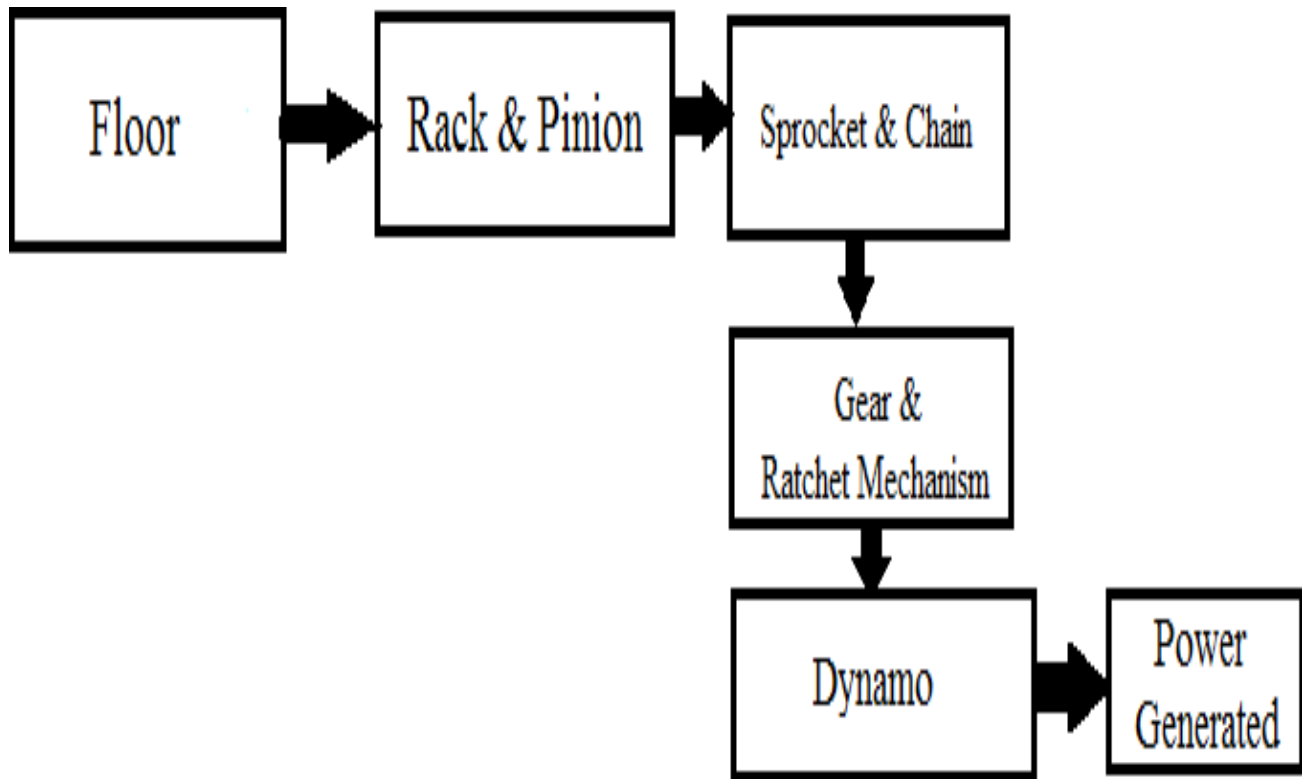 Floor
Rack & Pinion
Sprocket & Chain
Gear &
Ratchet Mechanism
Dynamo
Power
Generated